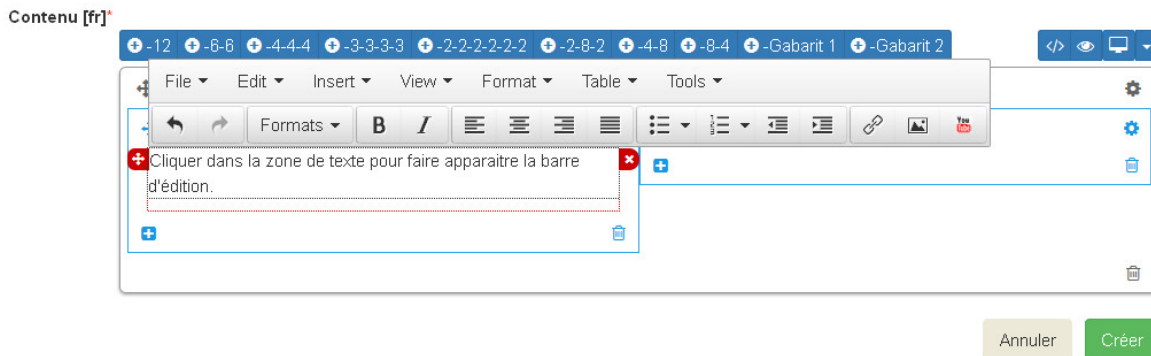 Contenu [fr]*
-12 -6-6 -4-4-4 -3-3-3-3 -2-2-2-2-2-2 -2-8-2 -4-8 -8-4 -Gabarit 1 -Gabarit 2
File Edit Insert View Format Table Tools
Formats B I You Tube
Cliquer dans la zone de texte pour faire apparaitre la barre
d'édition.
Annuler Créer